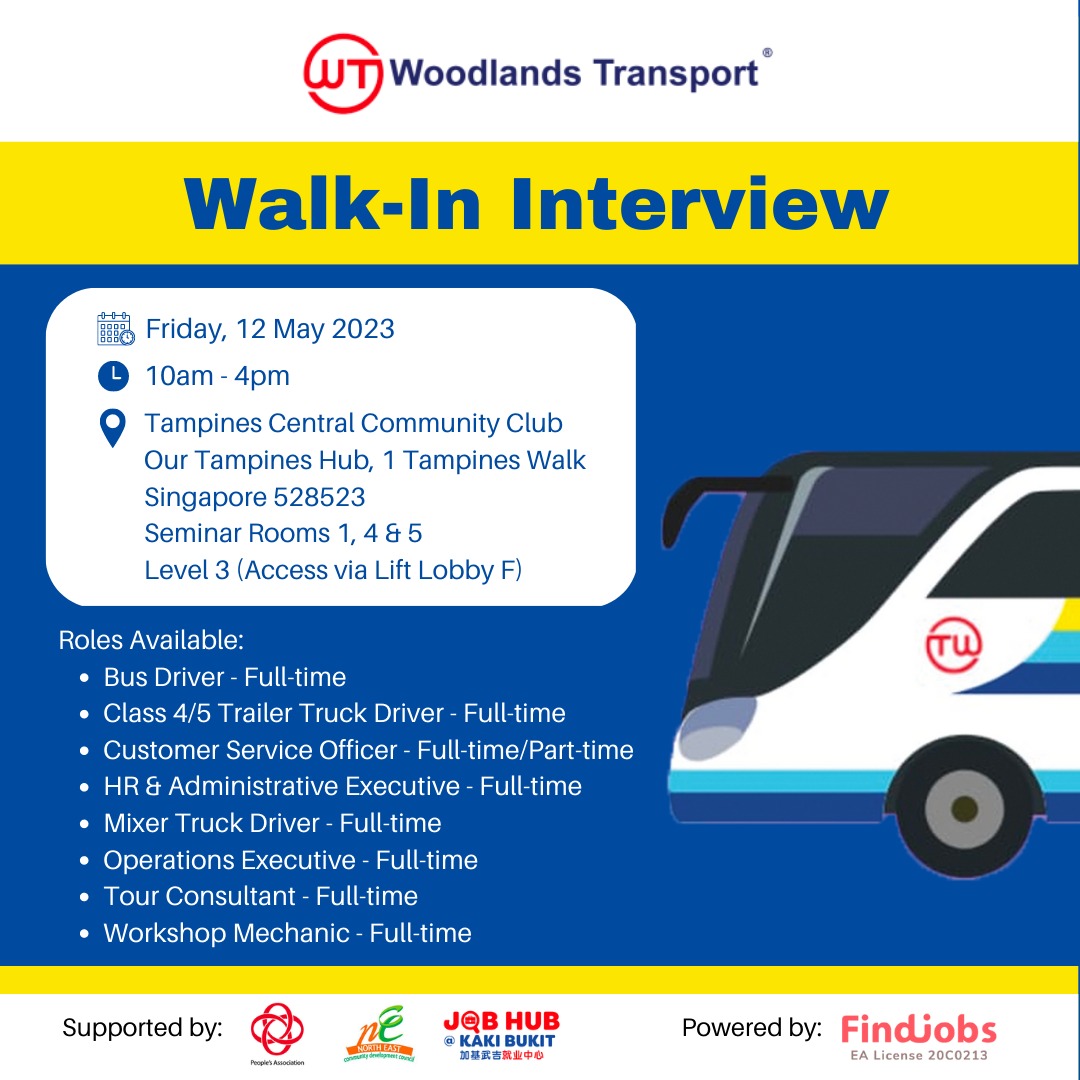 WT Woodlands Transport®
Walk-In Interview
Friday, 12 May 2023
10am - 4pm
Tampines Central Community Club
Our Tampines Hub, 1 Tampines Walk
Singapore 528523
Seminar Rooms 1, 4 & 5
Level 3 (Access via Lift Lobby F)
Roles Available:
• Bus Driver - Full-time
• Class 4/5 Trailer Truck Driver - Full-time
• Customer Service Officer - Full-time/Part-time
• HR & Administrative Executive - Full-time
• Mixer Truck Driver - Full-time
• Operations Executive - Full-time
• Tour Consultant - Full-time
• Workshop Mechanic - Full-time
TW
Supported by:
People's Association
nE
NORTH EAST
community development council
JOB HUB
@ KAKI BUKIT
加基武吉就业中心
Powered by:
Findjobs
EA License 20C0213